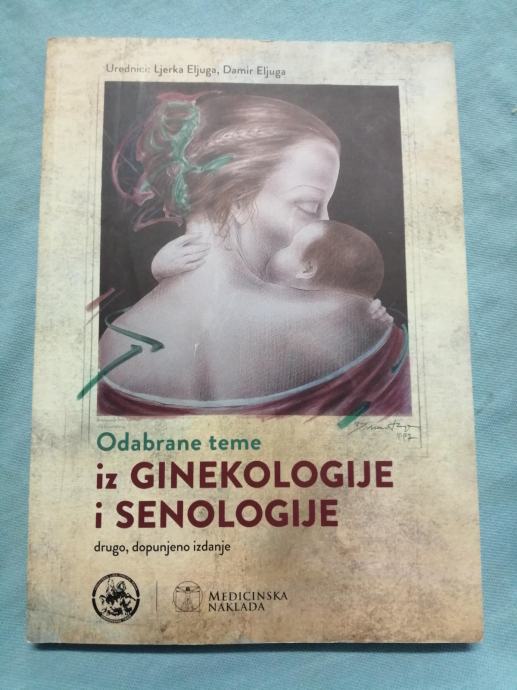 Urednici: Ljerka Eljuga, Damir Eljuga
Odabrane teme
iz GINEKOLOGIJE
i SENOLOGIJE
drugo, dopunjeno izdanje
MEDICINSKA
NAKLADA